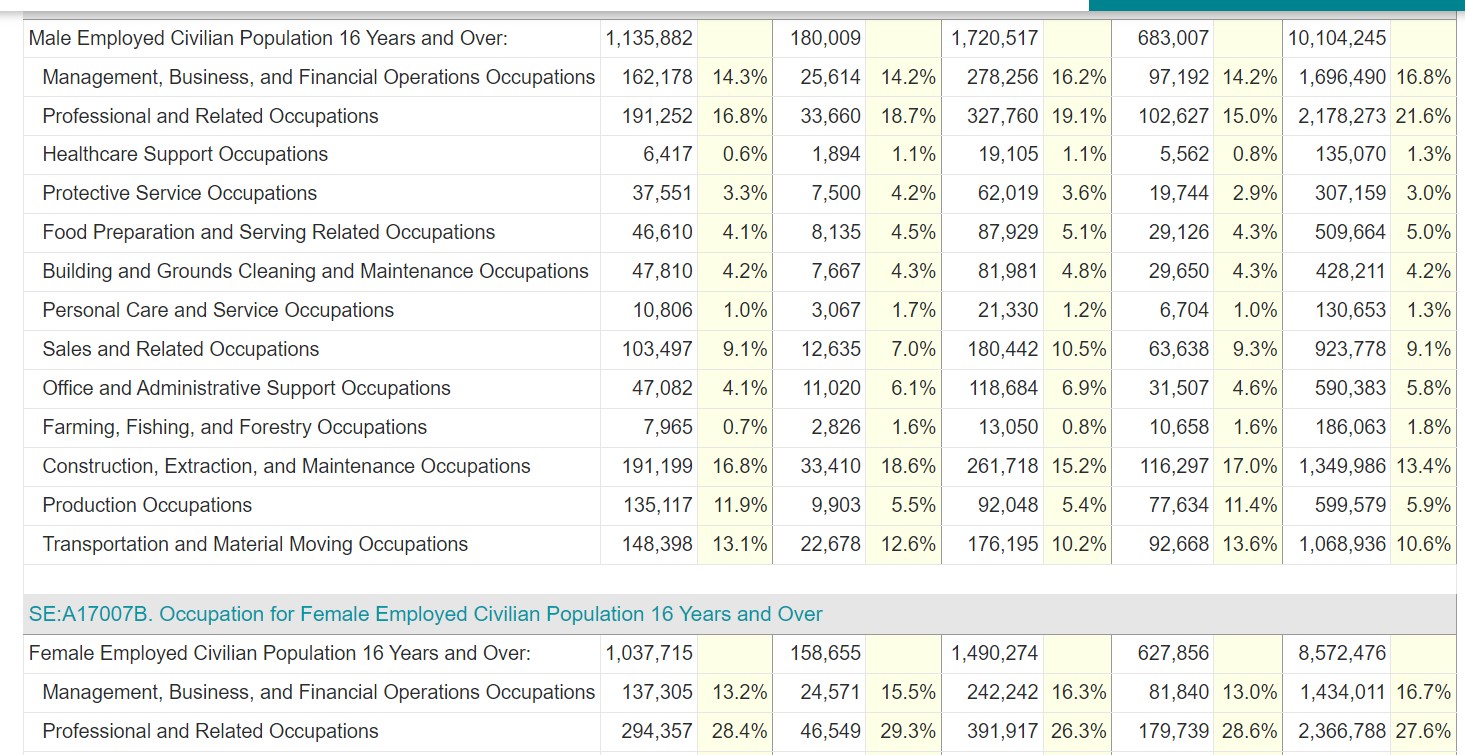 Male Employed Civilian Population 16 Years and Over: 1,135,882 180,009 1,720,517 683,007 10,104,245
Management, Business, and Financial Operations Occupations 162,178 14.3% 25,614 14.2% 278,256 16.2% 97,192 14.2% 1,696,490 16.8%
Professional and Related Occupations 191,252 16.8% 33,660 18.7% 327,760 19.1% 102,627 15.0% 2,178,273 21.6%
Healthcare Support Occupations 6,417 0.6% 1,894 1.1% 19,105 1.1% 5,562 0.8% 135,070 1.3%
Protective Service Occupations 37,551 3.3% 7,500 4.2% 62,019 3.6% 19,744 2.9% 307,159 3.0%
Food Preparation and Serving Related Occupations 46,610 4.1% 8,135 4.5% 87,929 5.1% 29,126 4.3% 509,664 5.0%
Building and Grounds Cleaning and Maintenance Occupations 47,810 4.2% 7,667 4.3% 81,981 4.8% 29,650 4.3% 428,211 4.2%
Personal Care and Service Occupations 10,806 1.0% 3,067 1.7% 21,330 1.2% 6,704 1.0% 130,653 1.3%
Sales and Related Occupations 103,497 9.1% 12,635 7.0% 180,442 10.5% 63,638 9.3% 923,778 9.1%
Office and Administrative Support Occupations 47,082 4.1% 11,020 6.1% 118,684 6.9% 31,507 4.6% 590,383 5.8%
Farming, Fishing, and Forestry Occupations 7,965 0.7% 2,826 1.6% 13,050 0.8% 10,658 1.6% 186,063 1.8%
Construction, Extraction, and Maintenance Occupations 191,199 16.8% 33,410 18.6% 261,718 15.2% 116,297 17.0% 1,349,986 13.4%
Production Occupations 135,117 11.9% 9,903 5.5% 92,048 5.4% 77,634 11.4% 599,579 5.9%
Transportation and Material Moving Occupations 148,398 13.1% 22,678 12.6% 176,195 10.2% 92,668 13.6% 1,068,936 10.6%
SE:A17007B. Occupation for Female Employed Civilian Population 16 Years and Over
Female Employed Civilian Population 16 Years and Over: 1,037,715 158,655 1,490,274 627,856 8,572,476
Management, Business, and Financial Operations Occupations 137,305 13.2% 24,571 15.5% 242,242 16.3% 81,840 13.0% 1,434,011 16.7%
Professional and Related Occupations 294,357 28.4% 46,549 29.3% 391,917 26.3% 179,739 28.6% 2,366,788 27.6%